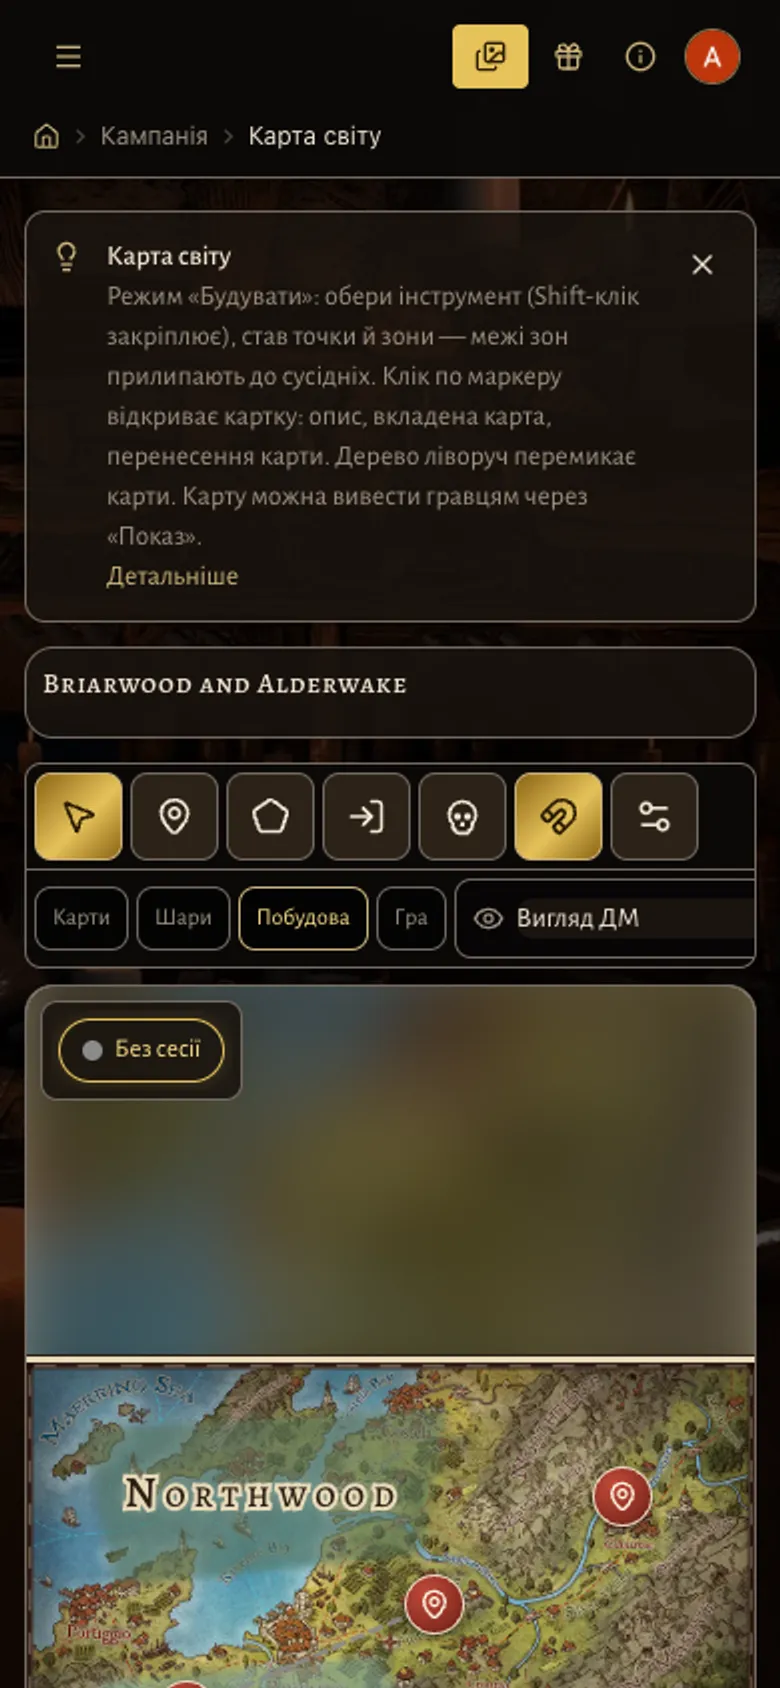 A
Кампанія > Карта світу
Карта світу
Режим «Будувати»: обери інструмент (Shift-клік
закріплює), став точки й зони — межі зон
прилипають до сусідніх. Клік по маркеру
відкриває картку: опис, вкладена карта,
перенесення карти. Дерево ліворуч перемикає
карти. Карту можна вивести гравцям через
«Показ».
Детальніше
Briarwood and Alderwake
Карти Шари Побудова Гра Вигляд ДМ
Без сесії
Northwood
Portiggo